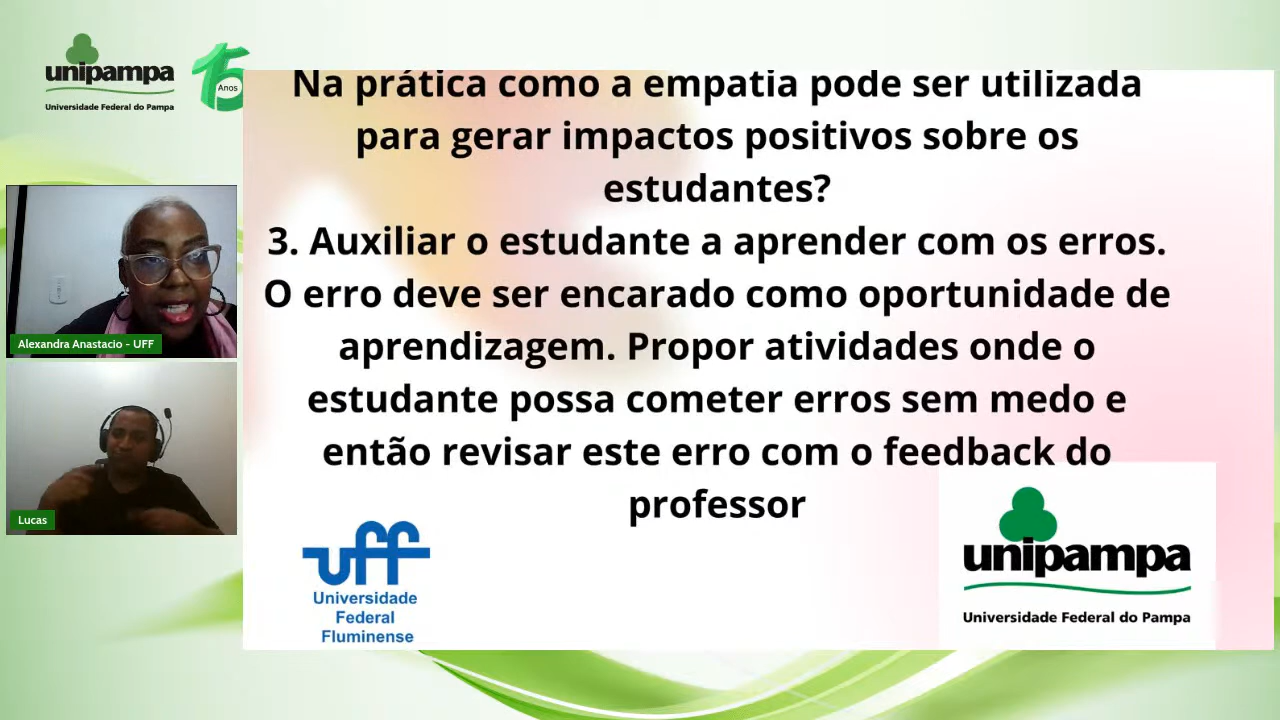 unipampa
Universidade Federal do Pampa
15
Anos
Na prática como a empatia pode ser utilizada
para gerar impactos positivos sobre os
estudantes?
3. Auxiliar o estudante a aprender com os erros.
O erro deve ser encarado como oportunidade de
aprendizagem. Propor atividades onde o
estudante possa cometer erros sem medo e
então revisar este erro com o feedback do
professor
Alexandra Anastacio - UFF
Lucas
uff
Universidade
Federal
Fluminense
unipampa
Universidade Federal do Pampa